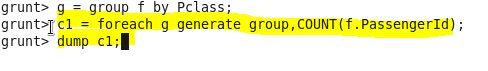 grunt> g = group f by Pclass;
grunt> c1 = foreach g generate group,COUNT(f.PassengerId);
grunt> dump c1;